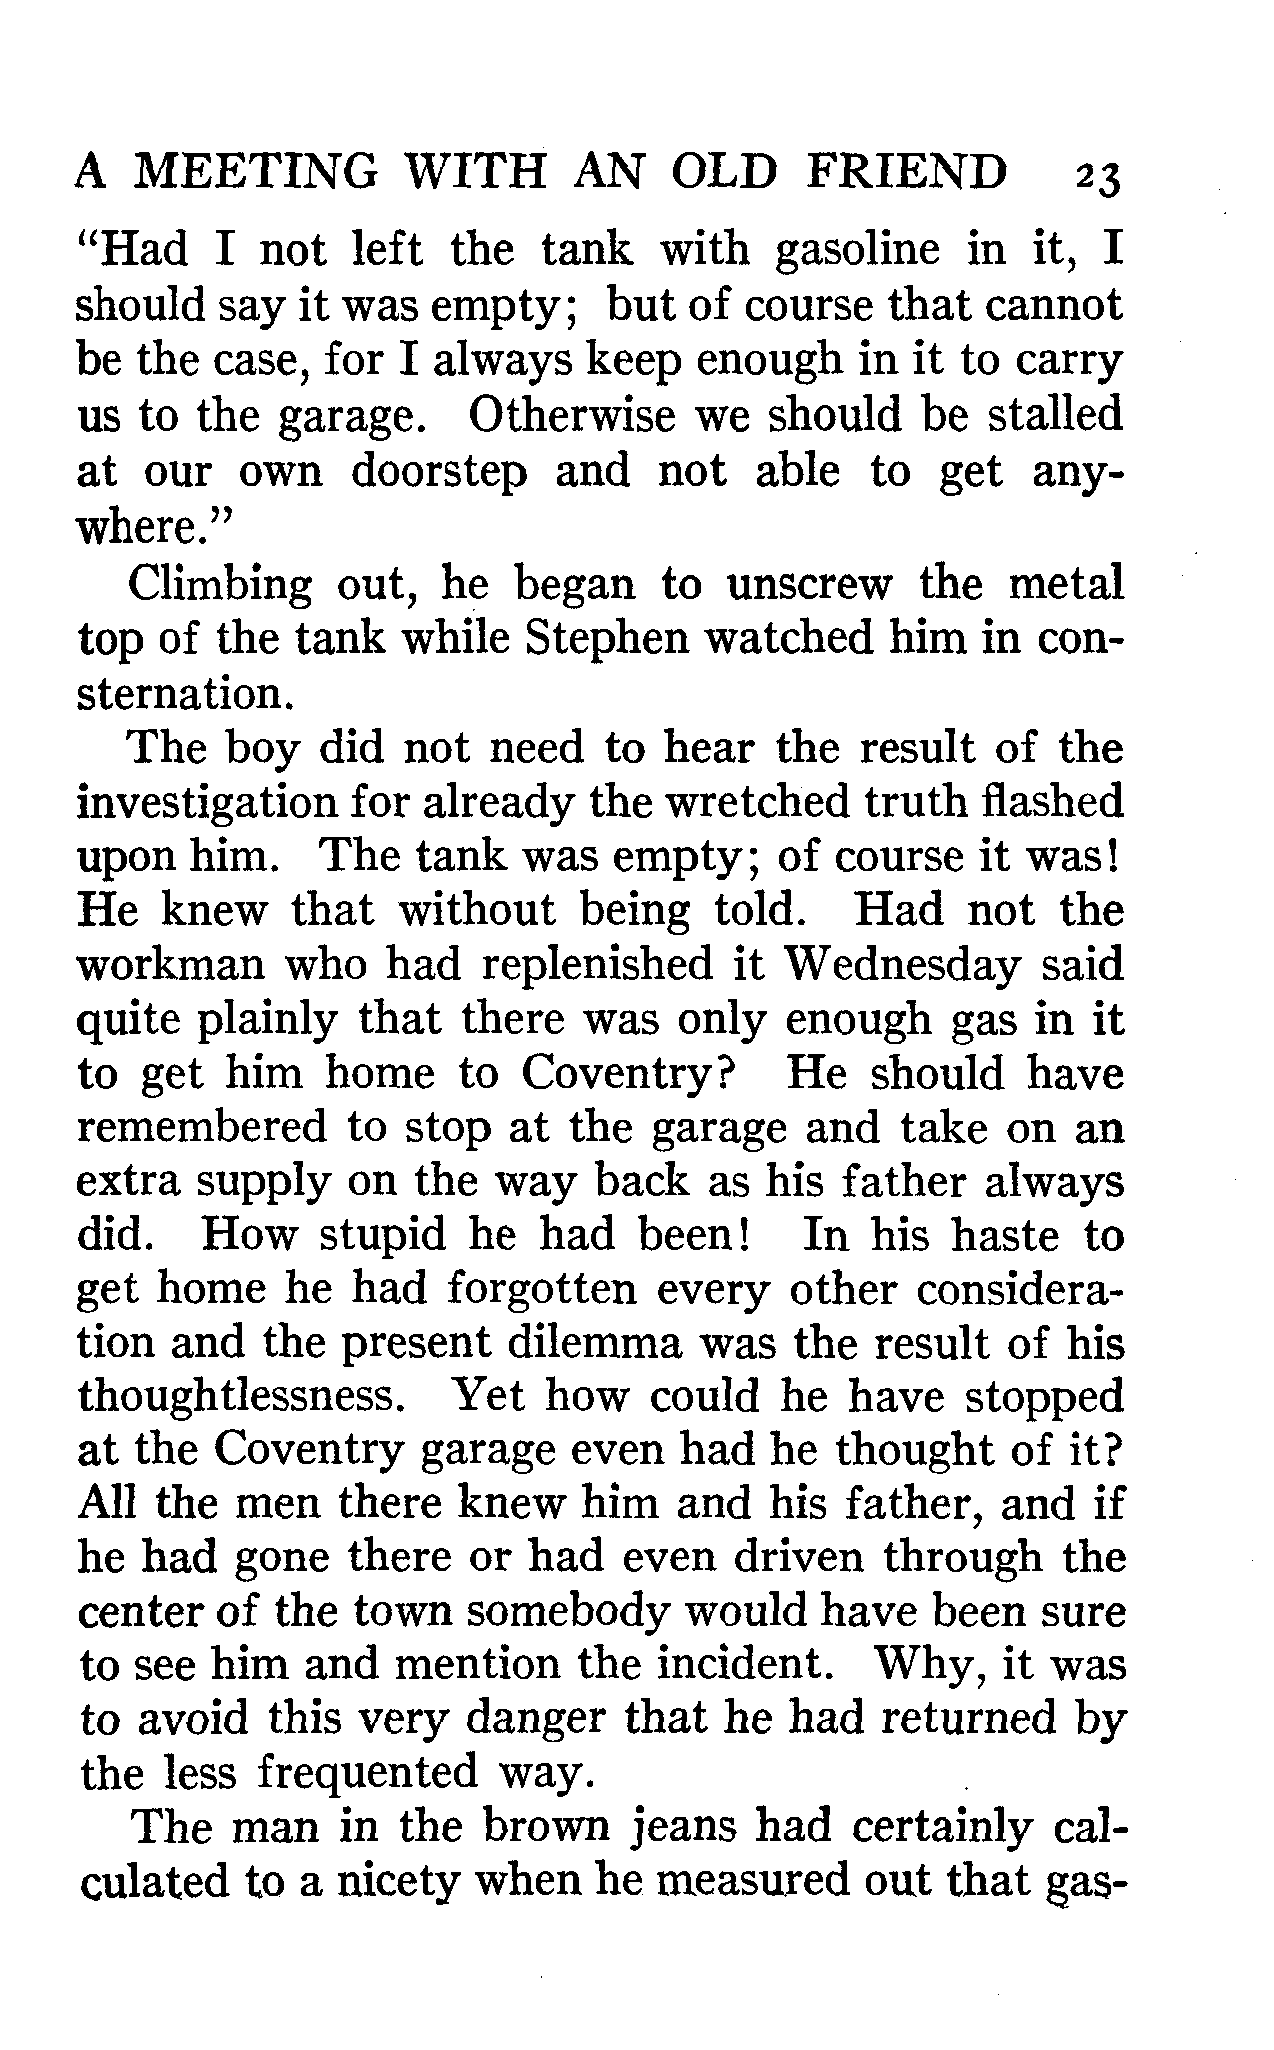 A MEETING WITH AN OLD FRIEND 23
"Had I not left the tank with gasoline in it, I
should say it was empty; but of course that cannot
be the case, for I always keep enough in it to carry
us to the garage. Otherwise we should be stalled
at our own doorstep and not able to get any-
where."
Climbing out, he began to unscrew the metal
top of the tank while Stephen watched him in con-
sternation.
The boy did not need to hear the result of the
investigation for already the wretched truth flashed
upon him. The tank was empty; of course it was!
He knew that without being told. Had not the
workman who had replenished it Wednesday said
quite plainly that there was only enough gas in it
to get him home to Coventry? He should have
remembered to stop at the garage and take on an
extra supply on the way back as his father always
did. How stupid he had been! In his haste to
get home he had forgotten every other considera-
tion and the present dilemma was the result of his
thoughtlessness. Yet how could he have stopped
at the Coventry garage even had he thought of it?
All the men there knew him and his father, and if
he had gone there or had even driven through the
center of the town somebody would have been sure
to see him and mention the incident. Why, it was
to avoid this very danger that he had returned by
the less frequented way.
The man in the brown jeans had certainly cal-
culated to a nicety when he measured out that gas-